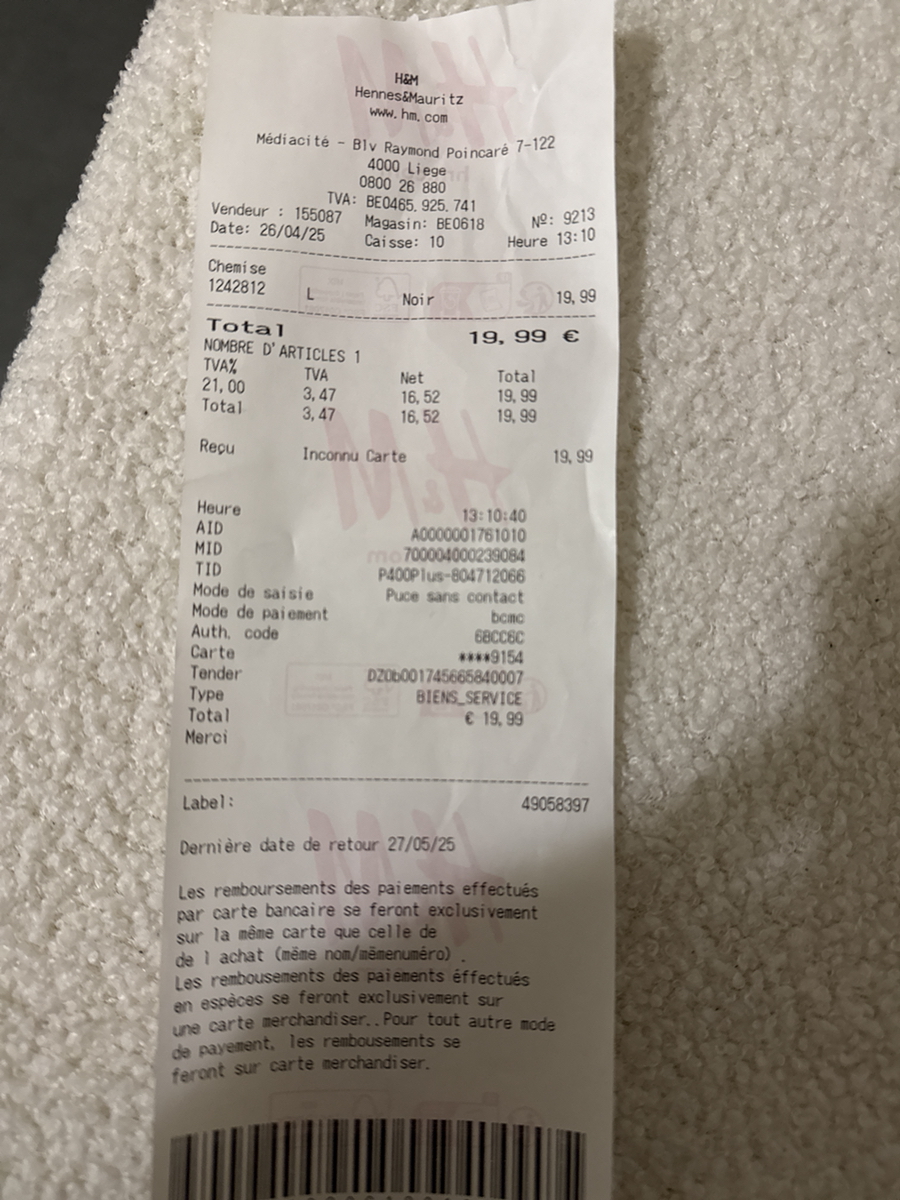 H&M
Hennes&Mauritz
www.hm.com
Médiacité - Blv Raymond Poincaré 7-122
4000 Liege
0800 26 880
TVA: BE0465.925.741
Vendeur : 155087 Magasin: BE0618 Nº: 9213
Date: 26/04/25 Caisse: 10 Heure 13:10
Chemise
1242812 L Noir 19,99
Total 19,99 €
NOMBRE D'ARTICLES 1
TVA% TVA Net Total
21,00 3,47 16,52 19,99
Total 3,47 16,52 19,99
Reçu Inconnu Carte 19,99
Heure 13:10:40
AID A0000001761010
MID 700004000239084
TID P400Plus-804712066
Mode de saisie Puce sans contact
Mode de paiement bcmc
Auth. code 6BCC6C
Carte ****9154
Tender DZ0b001745665840007
Type BIENS_SERVICE
Total € 19,99
Merci
Label: 49058397
Dernière date de retour 27/05/25
Les remboursements des paiements effectués
par carte bancaire se feront exclusivement
sur la même carte que celle de
de l achat (même nom/mêmenuméro) .
Les rembousements des paiements éffectués
en espèces se feront exclusivement sur
une carte merchandiser..Pour tout autre mode
de payement, les rembousements se
feront sur carte merchandiser.